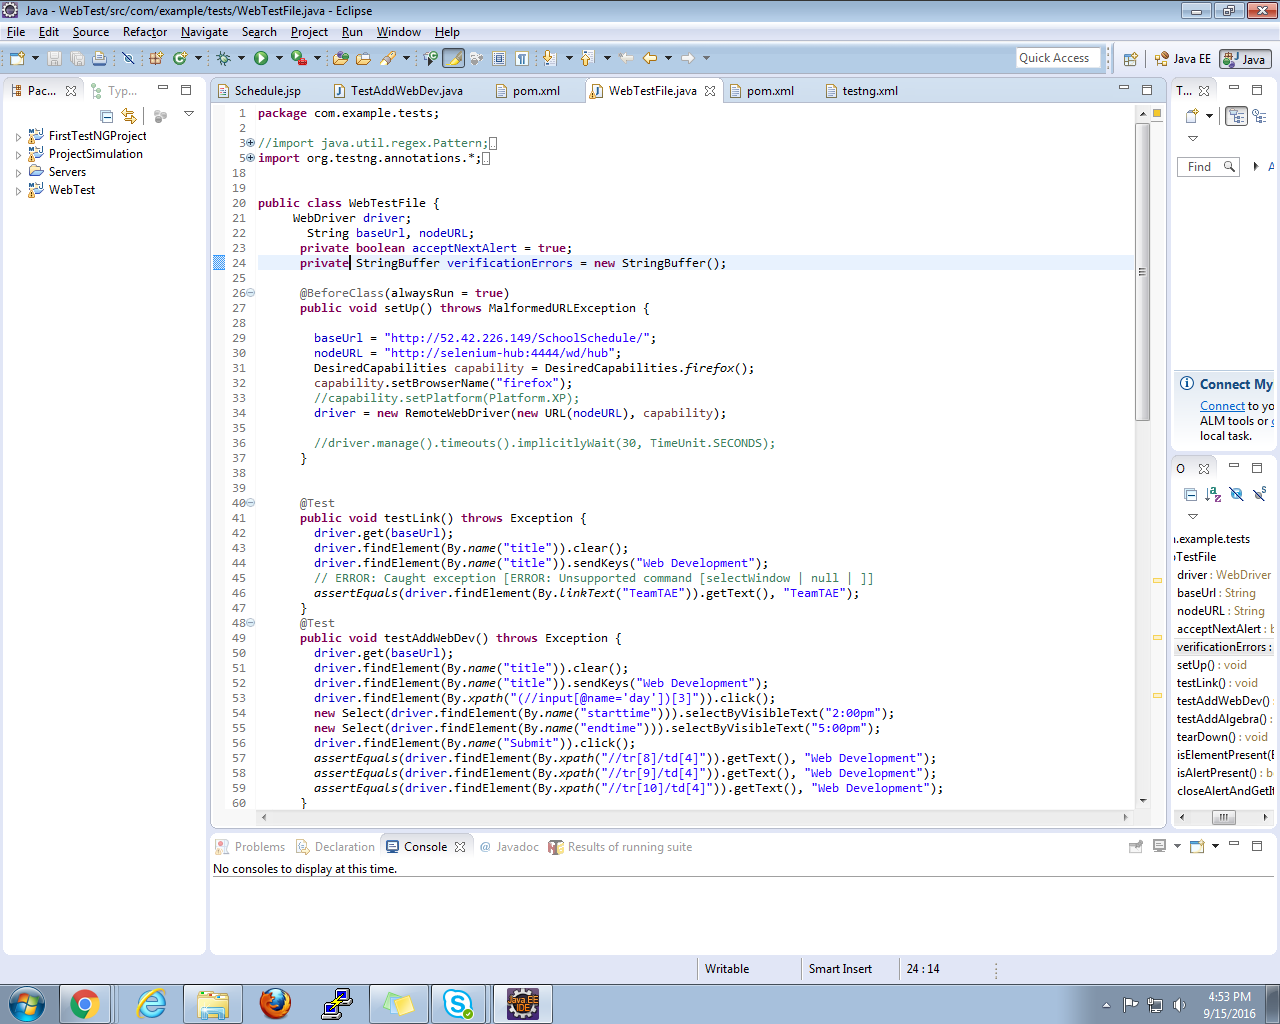 Java - WebTest/src/com/example/tests/WebTestFile.java - Eclipse
File Edit Source Refactor Navigate Search Project Run Window Help
Quick Access Java EE Java
Pac... Typ...
FirstTestNGProject
ProjectSimulation
Servers
WebTest
Schedule.jsp TestAddWebDev.java pom.xml WebTestFile.java pom.xml testng.xml
1 package com.example.tests;
2
3 //import java.util.regex.Pattern;
5 import org.testng.annotations.*;
18
19
20 public class WebTestFile {
21 WebDriver driver;
22 String baseUrl, nodeURL;
23 private boolean acceptNextAlert = true;
24 private StringBuffer verificationErrors = new StringBuffer();
25
26 @BeforeClass(alwaysRun = true)
27 public void setUp() throws MalformedURLException {
28
29 baseUrl = "http://52.42.226.149/SchoolSchedule/";
30 nodeURL = "http://selenium-hub:4444/wd/hub";
31 DesiredCapabilities capability = DesiredCapabilities.firefox();
32 capability.setBrowserName("firefox");
33 //capability.setPlatform(Platform.XP);
34 driver = new RemoteWebDriver(new URL(nodeURL), capability);
35
36 //driver.manage().timeouts().implicitlyWait(30, TimeUnit.SECONDS);
37 }
38
39
40 @Test
41 public void testLink() throws Exception {
42 driver.get(baseUrl);
43 driver.findElement(By.name("title")).clear();
44 driver.findElement(By.name("title")).sendKeys("Web Development");
45 // ERROR: Caught exception [ERROR: Unsupported command [selectWindow | null | ]]
46 assertEquals(driver.findElement(By.linkText("TeamTAE")).getText(), "TeamTAE");
47 }
48 @Test
49 public void testAddWebDev() throws Exception {
50 driver.get(baseUrl);
51 driver.findElement(By.name("title")).clear();
52 driver.findElement(By.name("title")).sendKeys("Web Development");
53 driver.findElement(By.xpath("(//input[@name='day'])[3]")).click();
54 new Select(driver.findElement(By.name("starttime"))).selectByVisibleText("2:00pm");
55 new Select(driver.findElement(By.name("endtime"))).selectByVisibleText("5:00pm");
56 driver.findElement(By.name("Submit")).click();
57 assertEquals(driver.findElement(By.xpath("//tr[8]/td[4]")).getText(), "Web Development");
58 assertEquals(driver.findElement(By.xpath("//tr[9]/td[4]")).getText(), "Web Development");
59 assertEquals(driver.findElement(By.xpath("//tr[10]/td[4]")).getText(), "Web Development");
60 }
T...
Find A
Connect My
Connect to yo
ALM tools or
local task.
O
.example.tests
TestFile
driver : WebDriver
baseUrl : String
nodeURL : String
acceptNextAlert : b
verificationErrors :
setUp() : void
testLink() : void
testAddWebDev()
testAddAlgebra() :
tearDown() : void
isElementPresent(B
isAlertPresent() : b
closeAlertAndGetIt
Problems Declaration Console @ Javadoc Results of running suite
No consoles to display at this time.
Writable Smart Insert 24 : 14
Java EE
IDE
4:53 PM
9/15/2016